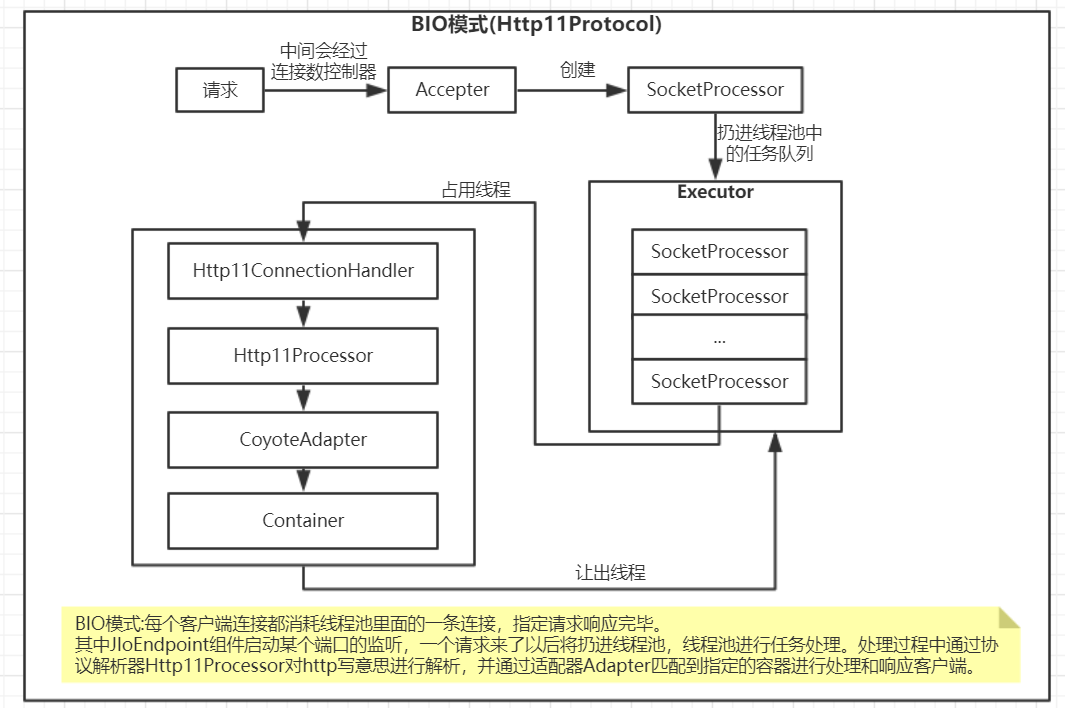 BIO模式(Http11Protocol)
中间会经过
连接数控制器
创建
请求
Accepter
SocketProcessor
扔进线程池中
的任务队列
占用线程
Executor
SocketProcessor
SocketProcessor
...
SocketProcessor
Http11ConnectionHandler
Http11Processor
CoyoteAdapter
Container
让出线程
BIO模式:每个客户端连接都消耗线程池里面的一条连接，指定请求响应完毕。
其中JIoEndpoint组件启动某个端口的监听，一个请求来了以后将扔进线程池，线程池进行任务处理。处理过程中通过协
议解析器Http11Processor对http写意思进行解析，并通过适配器Adapter匹配到指定的容器进行处理和响应客户端。